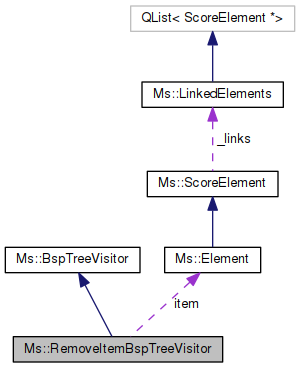 QList< ScoreElement *>
Ms::LinkedElements
_links
Ms::ScoreElement
Ms::BspTreeVisitor
Ms::Element
item
Ms::RemoveItemBspTreeVisitor